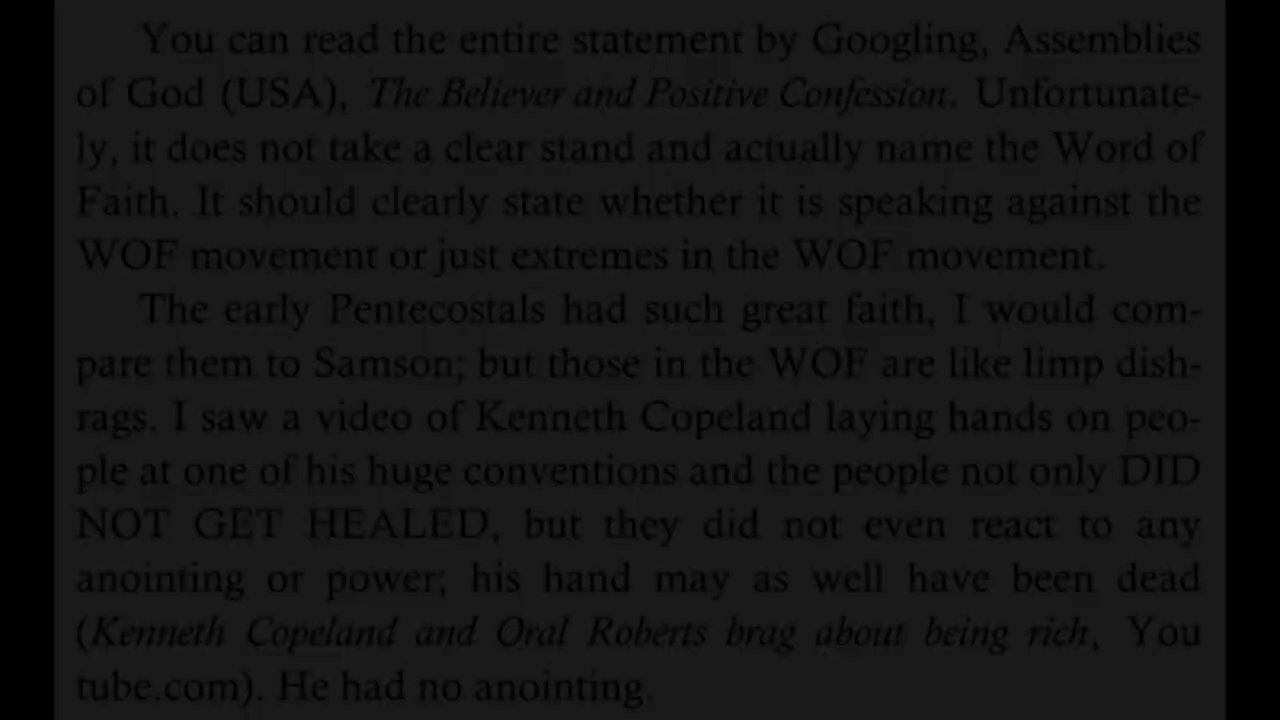 You can read the entire statement by Googling, Assemblies
of God (USA), The Believer and Positive Confession. Unfortunate-
ly, it does not take a clear stand and actually name the Word of
Faith. It should clearly state whether it is speaking against the
WOF movement or just extremes in the WOF movement.
The early Pentecostals had such great faith, I would com-
pare them to Samson; but those in the WOF are like limp dish-
rags. I saw a video of Kenneth Copeland laying hands on peo-
ple at one of his huge conventions and the people not only DID
NOT GET HEALED, but they did not even react to any
anointing or power; his hand may as well have been dead
(Kenneth Copeland and Oral Roberts brag about being rich, You
tube.com). He had no anointing.